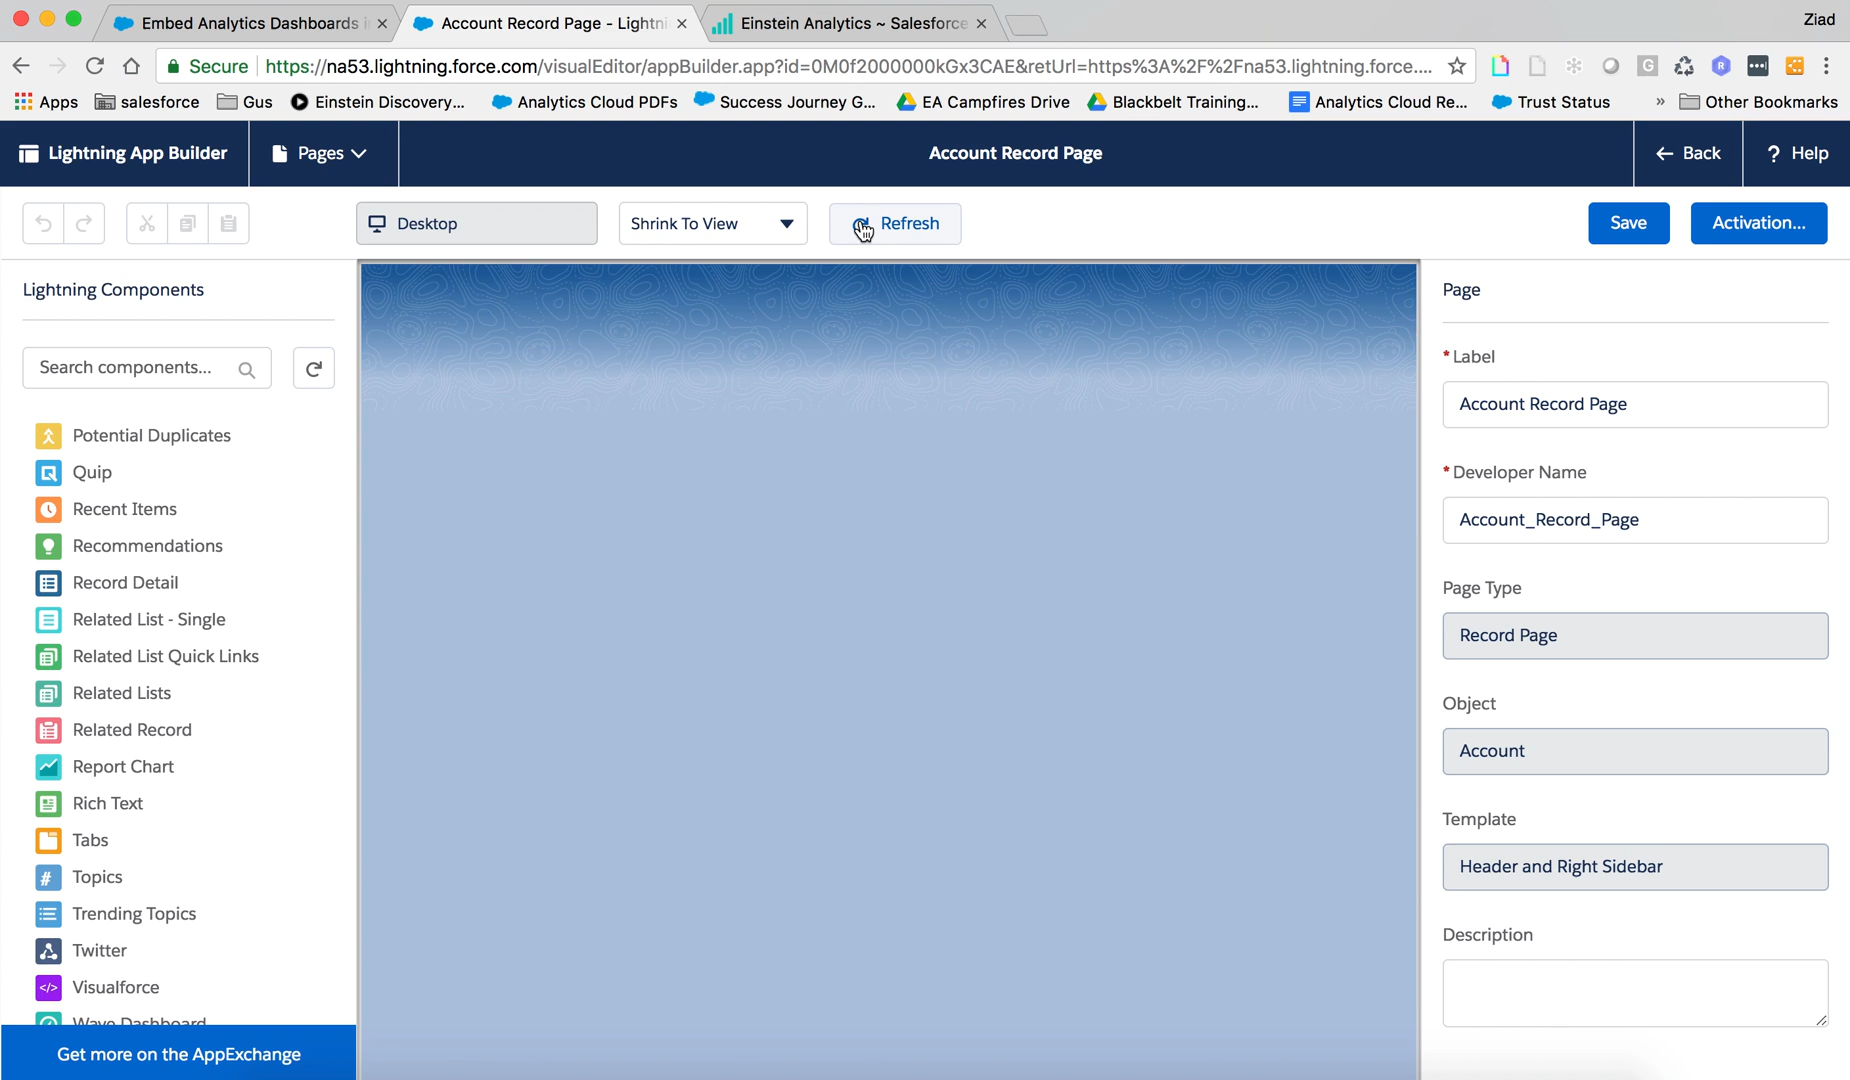 Embed Analytics Dashboards i
Account Record Page - Lightni
Einstein Analytics ~ Salesforce
Ziad
Secure
https://na53.lightning.force.com/visualEditor/appBuilder.app?id=0M0f2000000kGx3CAE&retUrl=https%3A%2F%2Fna53.lightning.force....
Apps
salesforce
Gus
Einstein Discovery...
Analytics Cloud PDFs
Success Journey G...
EA Campfires Drive
Blackbelt Training...
Analytics Cloud Re...
Trust Status
»
Other Bookmarks
Lightning App Builder
Pages
Account Record Page
Back
? Help
Desktop
Shrink To View
Refresh
Save
Activation...
Lightning Components
Search components...
Potential Duplicates
Quip
Recent Items
Recommendations
Record Detail
Related List - Single
Related List Quick Links
Related Lists
Related Record
Report Chart
Rich Text
Tabs
Topics
Trending Topics
Twitter
Visualforce
Wave Dashboard
Get more on the AppExchange
Page
* Label
Account Record Page
* Developer Name
Account_Record_Page
Page Type
Record Page
Object
Account
Template
Header and Right Sidebar
Description